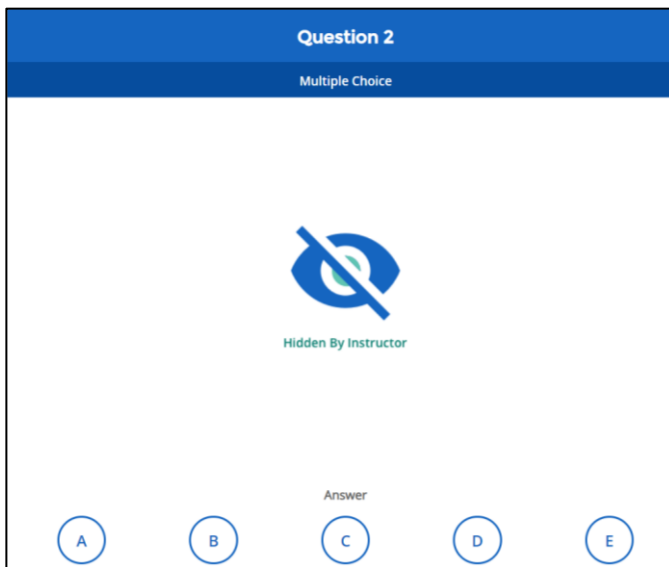 Question 2
Multiple Choice
Hidden By Instructor
Answer
A B C D E